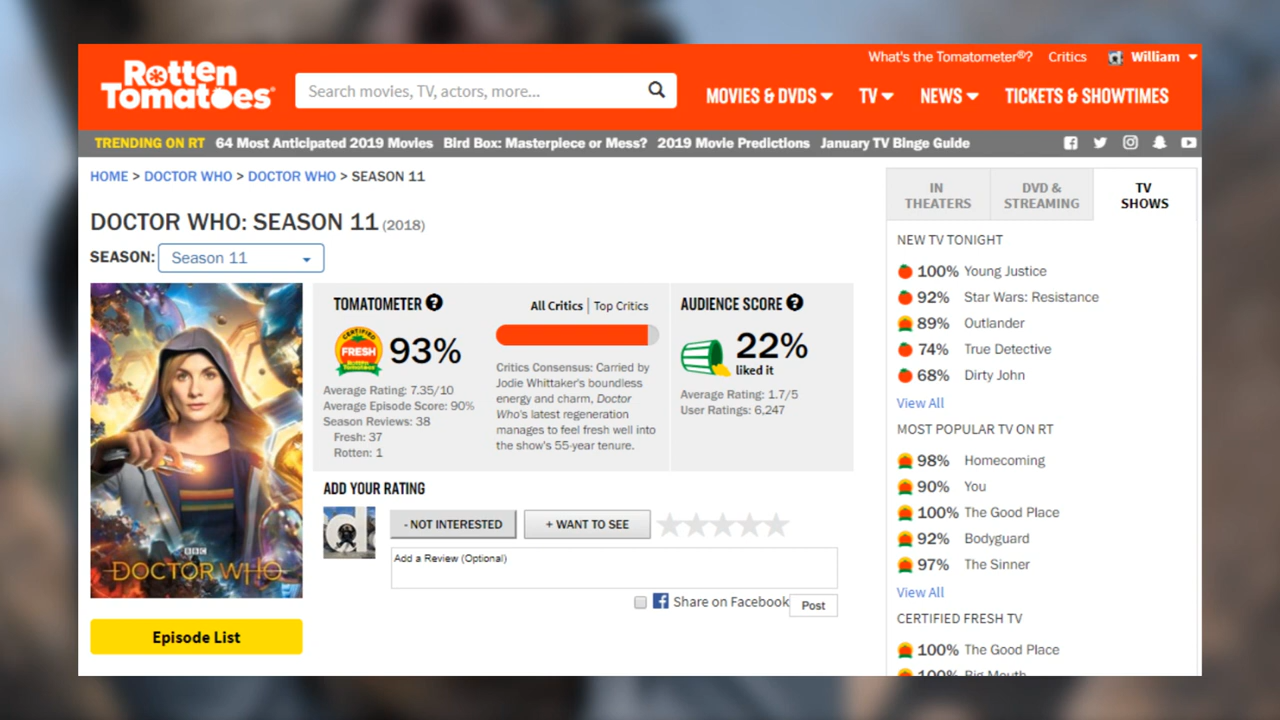 What's the Tomatometer®? Critics William
Rotten
Tomatoes®
Search movies, TV, actors, more...
MOVIES & DVDS TV NEWS TICKETS & SHOWTIMES
TRENDING ON RT 64 Most Anticipated 2019 Movies Bird Box: Masterpiece or Mess? 2019 Movie Predictions January TV Binge Guide
HOME > DOCTOR WHO > DOCTOR WHO > SEASON 11
DOCTOR WHO: SEASON 11 (2018)
SEASON: Season 11
BBC
DOCTOR WHO
Episode List
TOMATOMETER ?
CERTIFIED
FRESH
93%
Average Rating: 7.35/10
Average Episode Score: 90%
Season Reviews: 38
Fresh: 37
Rotten: 1
All Critics | Top Critics
Critics Consensus: Carried by
Jodie Whittaker's boundless
energy and charm, Doctor
Who's latest regeneration
manages to feel fresh well into
the show's 55-year tenure.
AUDIENCE SCORE ?
22%
liked it
Average Rating: 1.7/5
User Ratings: 6,247
ADD YOUR RATING
- NOT INTERESTED
+ WANT TO SEE
Add a Review (Optional)
Share on Facebook
Post
IN
THEATERS
DVD &
STREAMING
TV
SHOWS
NEW TV TONIGHT
100% Young Justice
92% Star Wars: Resistance
89% Outlander
74% True Detective
68% Dirty John
View All
MOST POPULAR TV ON RT
98% Homecoming
90% You
100% The Good Place
92% Bodyguard
97% The Sinner
View All
CERTIFIED FRESH TV
100% The Good Place
100% Big Mouth